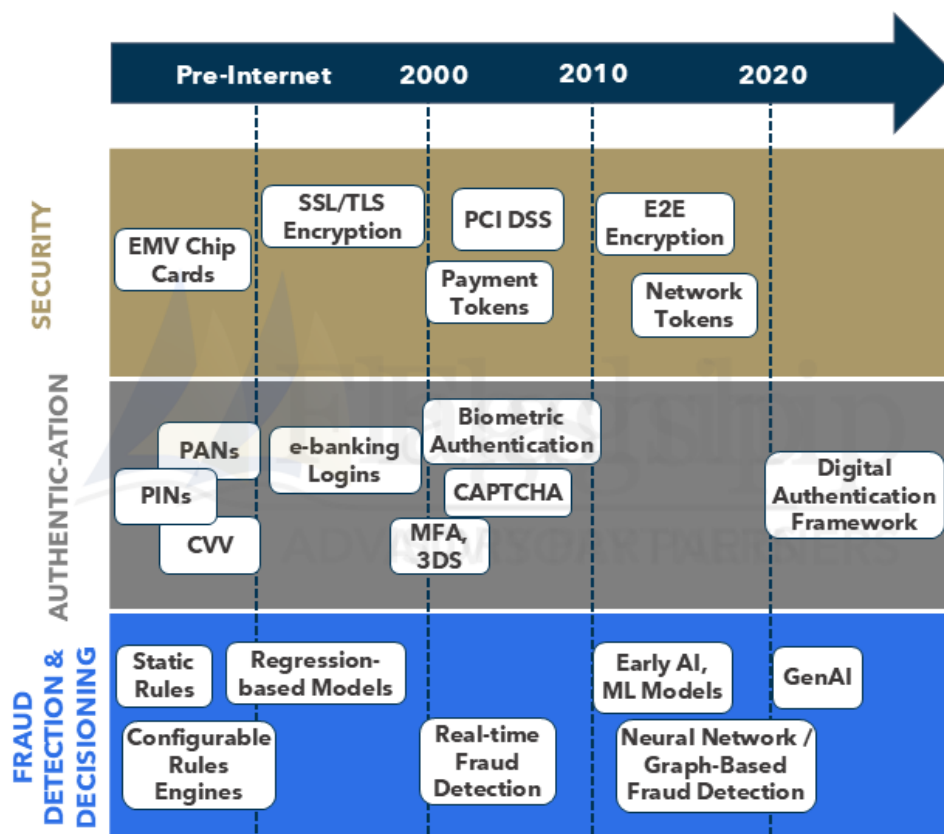 Pre-Internet
2000
2010
2020
SECURITY
EMV Chip
Cards
SSL/TLS
Encryption
PCI DSS
Payment
Tokens
E2E
Encryption
Network
Tokens
AUTHENTIC-ATION
PANs
PINs
CVV
e-banking
Logins
Biometric
Authentication
CAPTCHA
MFA,
3DS
Digital
Authentication
Framework
FRAUD
DETECTION &
DECISIONING
Static
Rules
Regression-
based Models
Configurable
Rules
Engines
Real-time
Fraud
Detection
Early AI,
ML Models
GenAI
Neural Network /
Graph-Based
Fraud Detection
Flagship
ADVISORY PARTNERS